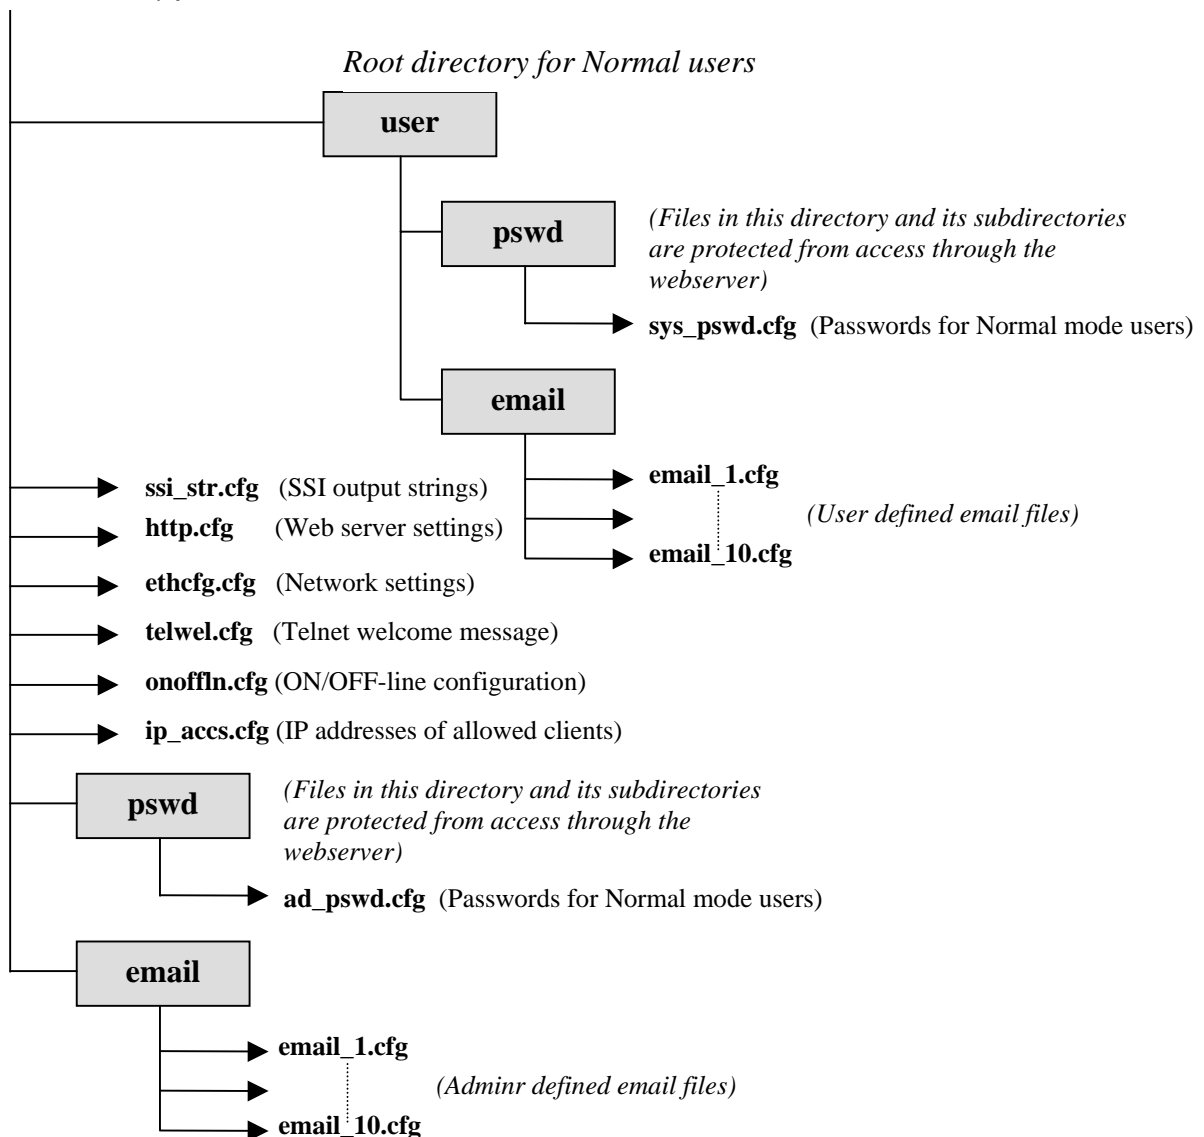 Root directory for Normal users
user
pswd
(Files in this directory and its subdirectories
are protected from access through the
webserver)
sys_pswd.cfg (Passwords for Normal mode users)
email
email_1.cfg
(User defined email files)
email_10.cfg
ssi_str.cfg (SSI output strings)
http.cfg (Web server settings)
ethcfg.cfg (Network settings)
telwel.cfg (Telnet welcome message)
onoffln.cfg (ON/OFF-line configuration)
ip_accs.cfg (IP addresses of allowed clients)
pswd
(Files in this directory and its subdirectories
are protected from access through the
webserver)
ad_pswd.cfg (Passwords for Normal mode users)
email
email_1.cfg
(Adminr defined email files)
email_10.cfg